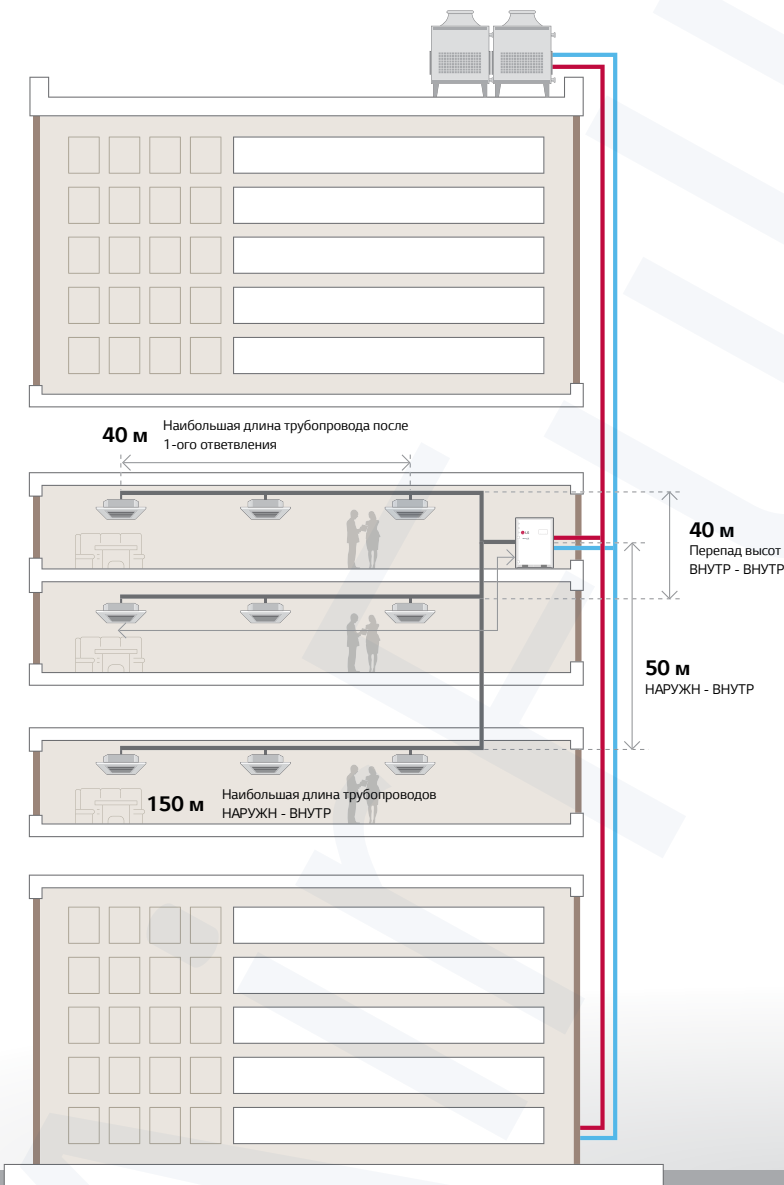 40 м
Наибольшая длина трубопровода после
1-ого ответвления
LG
40 м
Перепад высот
ВНУТР - ВНУТР
50 м
НАРУЖН - ВНУТР
150 м
Наибольшая длина трубопроводов
НАРУЖН - ВНУТР